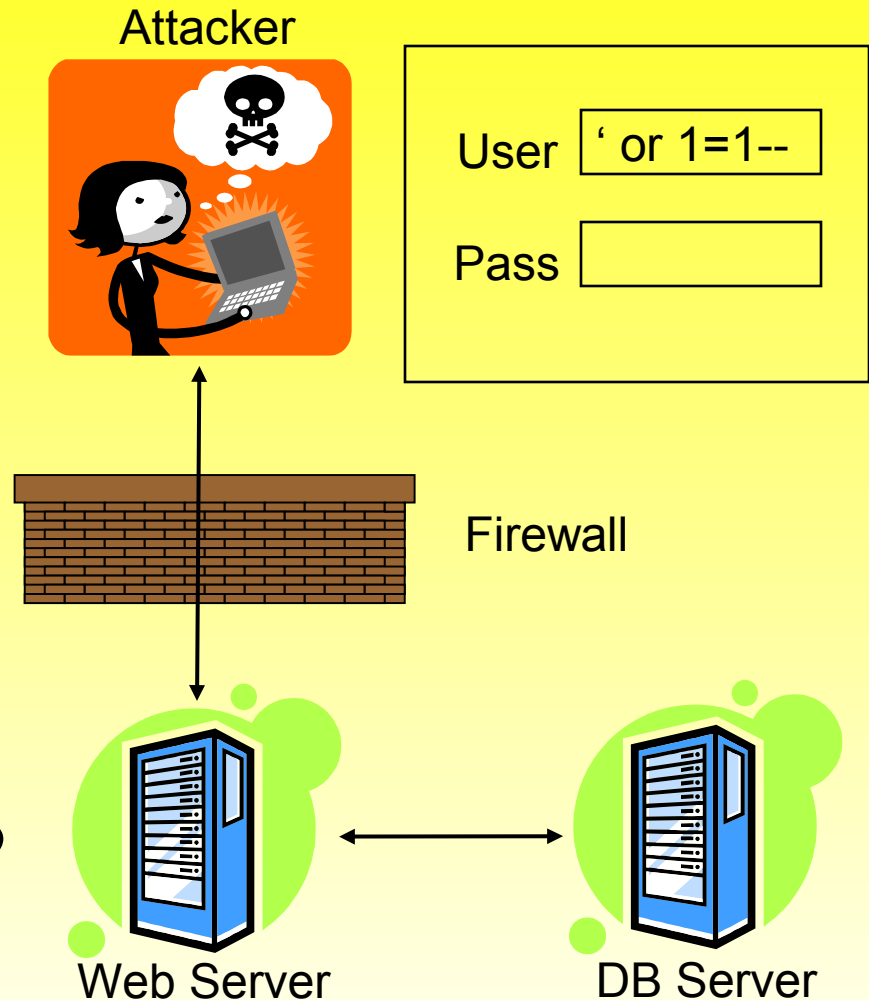 Attacker
User ‘ or 1=1--
Pass
Firewall
Web Server
DB Server